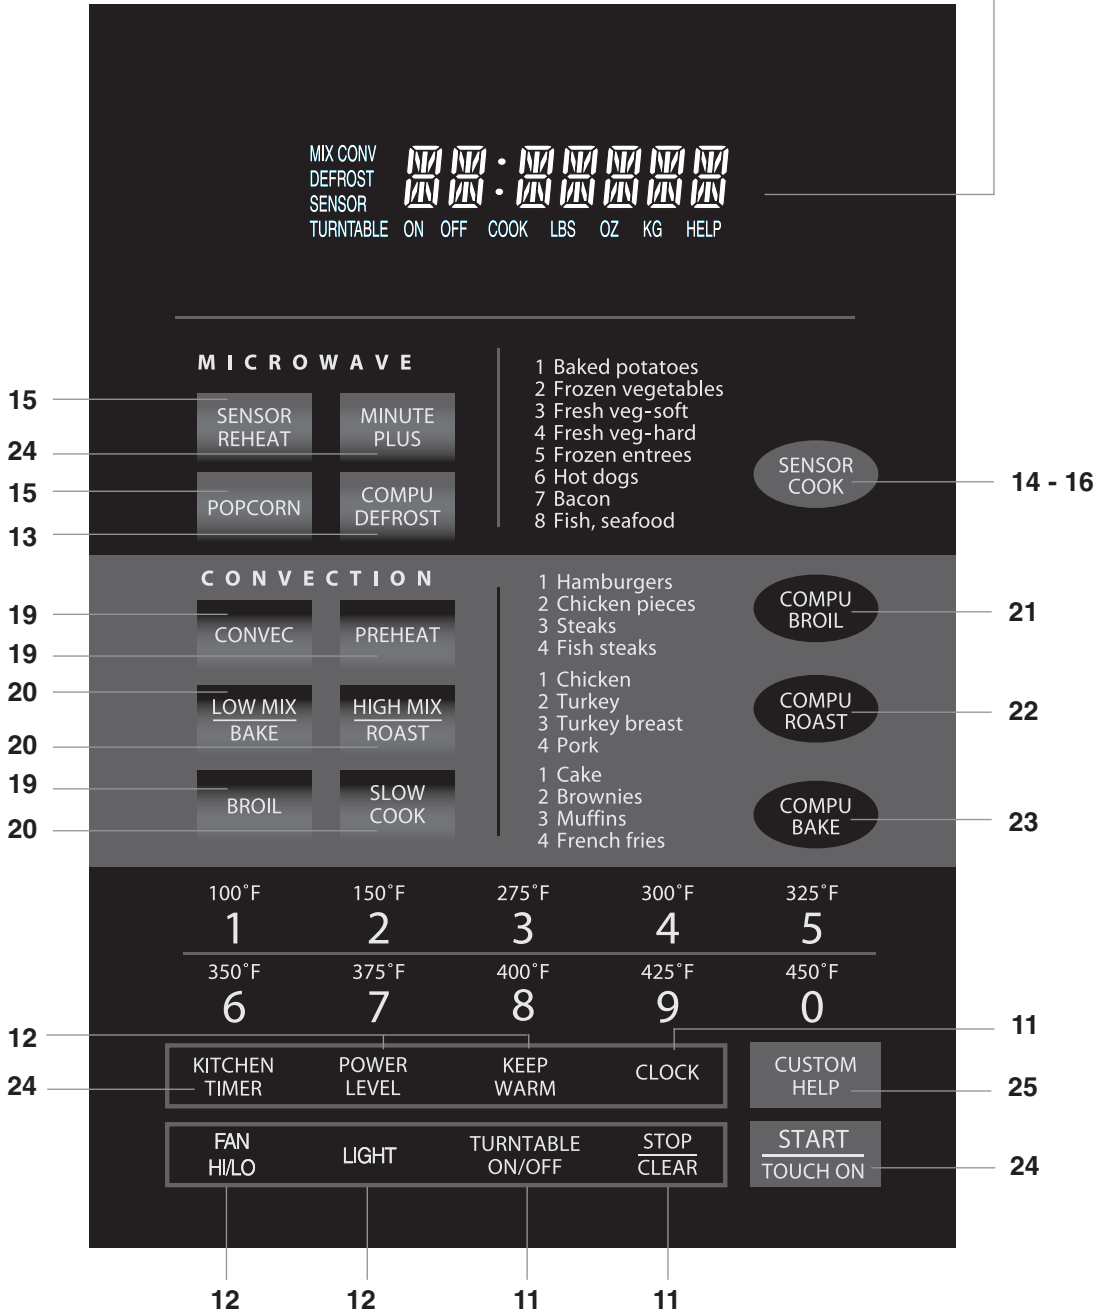 MIX CONV
DEFROST
SENSOR
TURNTABLE ON OFF COOK LBS OZ KG HELP
MICROWAVE
15
SENSOR
REHEAT
MINUTE
PLUS
24
15
POPCORN
COMPU
DEFROST
13
1 Baked potatoes
2 Frozen vegetables
3 Fresh veg-soft
4 Fresh veg-hard
5 Frozen entrees
6 Hot dogs
7 Bacon
8 Fish, seafood
SENSOR
COOK
14 - 16
CONVECTION
19
CONVEC
PREHEAT
19
20
LOW MIX
BAKE
HIGH MIX
ROAST
20
19
BROIL
SLOW
COOK
20
1 Hamburgers
2 Chicken pieces
3 Steaks
4 Fish steaks
COMPU
BROIL
21
1 Chicken
2 Turkey
3 Turkey breast
4 Pork
COMPU
ROAST
22
1 Cake
2 Brownies
3 Muffins
4 French fries
COMPU
BAKE
23
100˚F 150˚F 275˚F 300˚F 325˚F
1 2 3 4 5
350˚F 375˚F 400˚F 425˚F 450˚F
6 7 8 9 0
12
11
24
KITCHEN
TIMER
POWER
LEVEL
KEEP
WARM
CLOCK
CUSTOM
HELP
25
FAN
HI/LO
LIGHT
TURNTABLE
ON/OFF
STOP
CLEAR
START
TOUCH ON
24
12 12 11 11